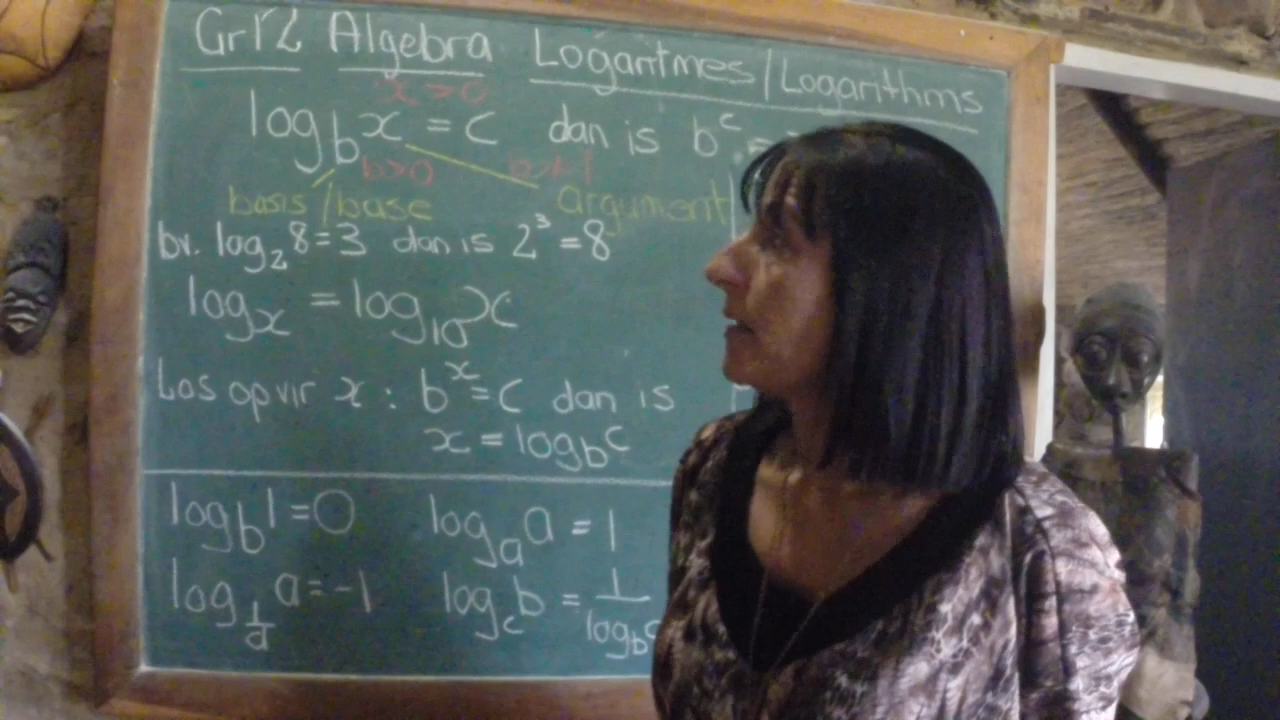 Gr12 Algebra Logaritmes/Logarithms
x > 0
log_b x = c dan is b^c =
b>0 b≠1
basis/base argument
bv. log_2 8 = 3 dan is 2^3 = 8
log x = log_10 x
Los op vir x : b^x = c dan is
x = log_b c
log_b 1 = 0 log_a a = 1
log_1/a a = -1 log_c b = 1/log_b c